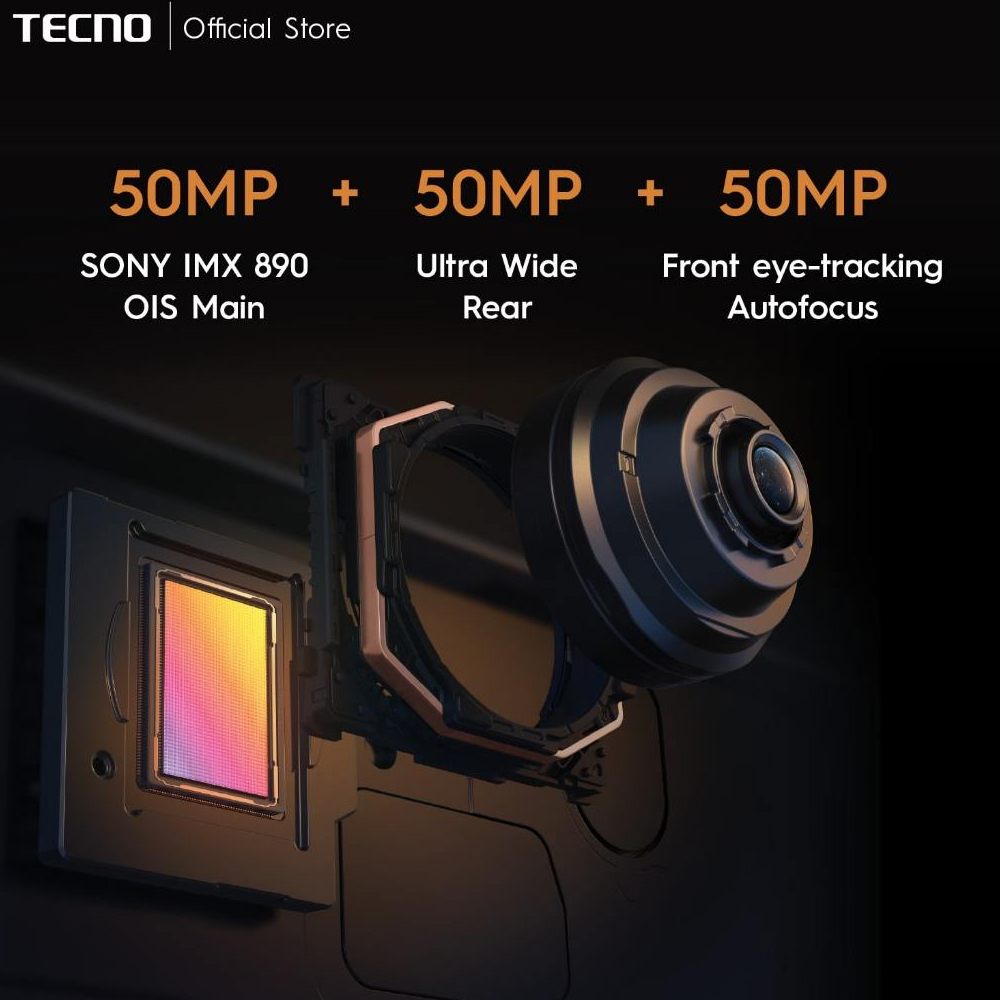 TECNO Official Store
50MP + 50MP + 50MP
SONY IMX 890
OIS Main
Ultra Wide
Rear
Front eye-tracking
Autofocus